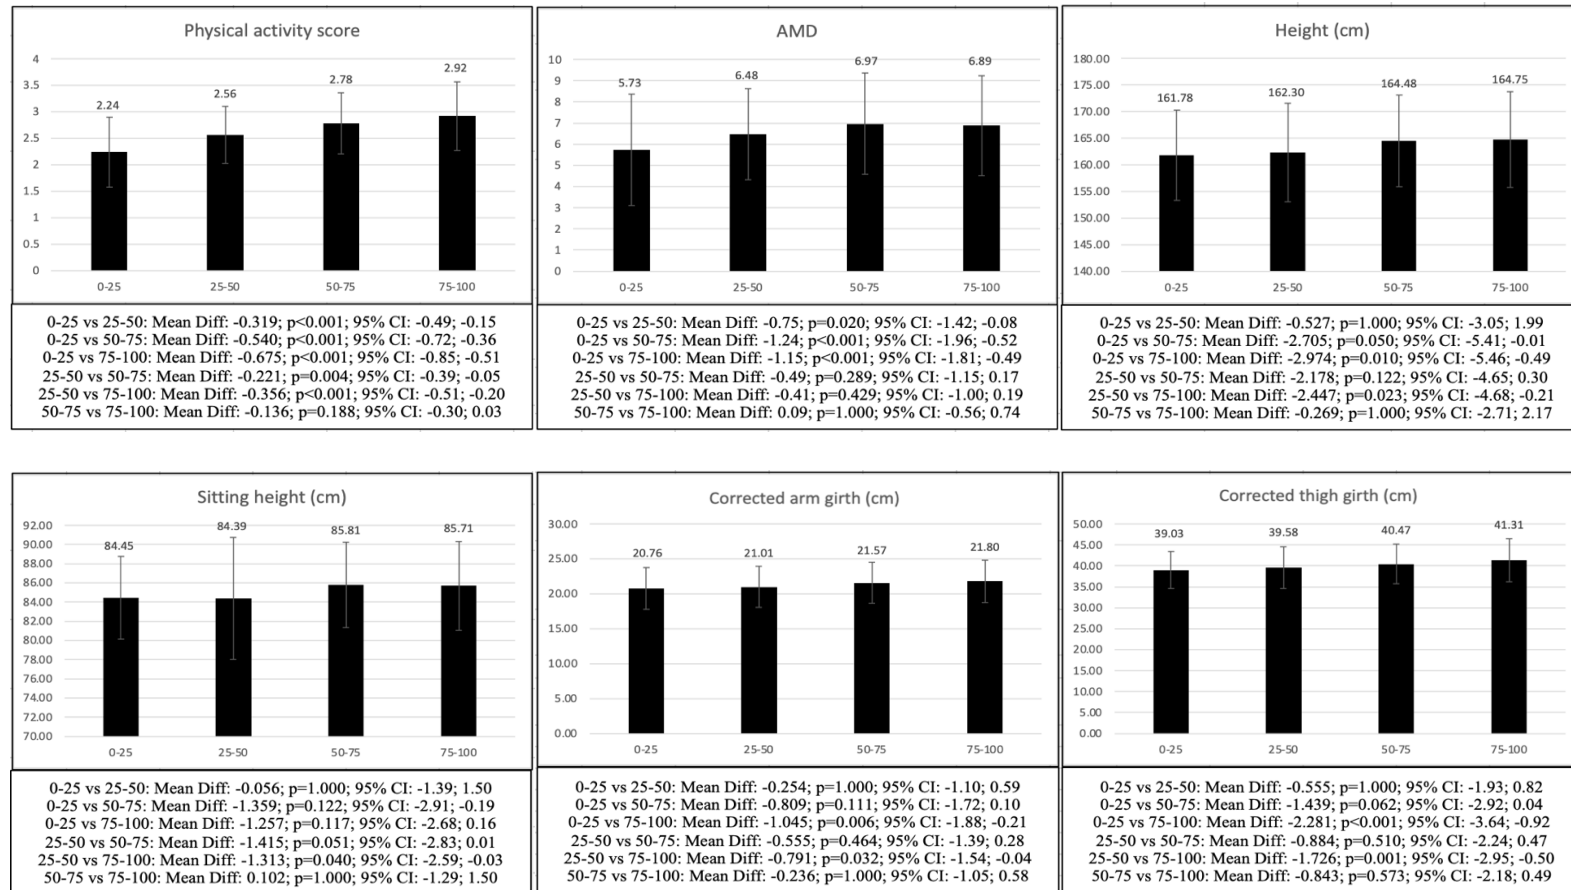 Physical activity score
4
3.5
3
2.5
2
1.5
1
0.5
0
2.24
2.56
2.78
2.92
0-25
25-50
50-75
75-100
0-25 vs 25-50: Mean Diff: -0.319; p<0.001; 95% CI: -0.49; -0.15
0-25 vs 50-75: Mean Diff: -0.540; p<0.001; 95% CI: -0.72; -0.36
0-25 vs 75-100: Mean Diff: -0.675; p<0.001; 95% CI: -0.85; -0.51
25-50 vs 50-75: Mean Diff: -0.221; p=0.004; 95% CI: -0.39; -0.05
25-50 vs 75-100: Mean Diff: -0.356; p<0.001; 95% CI: -0.51; -0.20
50-75 vs 75-100: Mean Diff: -0.136; p=0.188; 95% CI: -0.30; 0.03
AMD
10
9
8
7
6
5
4
3
2
1
0
5.73
6.48
6.97
6.89
0-25
25-50
50-75
75-100
0-25 vs 25-50: Mean Diff: -0.75; p=0.020; 95% CI: -1.42; -0.08
0-25 vs 50-75: Mean Diff: -1.24; p<0.001; 95% CI: -1.96; -0.52
0-25 vs 75-100: Mean Diff: -1.15; p<0.001; 95% CI: -1.81; -0.49
25-50 vs 50-75: Mean Diff: -0.49; p=0.289; 95% CI: -1.15; 0.17
25-50 vs 75-100: Mean Diff: -0.41; p=0.429; 95% CI: -1.00; 0.19
50-75 vs 75-100: Mean Diff: 0.09; p=1.000; 95% CI: -0.56; 0.74
Height (cm)
180.00
175.00
170.00
165.00
160.00
155.00
150.00
145.00
140.00
161.78
162.30
164.48
164.75
0-25
25-50
50-75
75-100
0-25 vs 25-50: Mean Diff: -0.527; p=1.000; 95% CI: -3.05; 1.99
0-25 vs 50-75: Mean Diff: -2.705; p=0.050; 95% CI: -5.41; -0.01
0-25 vs 75-100: Mean Diff: -2.974; p=0.010; 95% CI: -5.46; -0.49
25-50 vs 50-75: Mean Diff: -2.178; p=0.122; 95% CI: -4.65; 0.30
25-50 vs 75-100: Mean Diff: -2.447; p=0.023; 95% CI: -4.68; -0.21
50-75 vs 75-100: Mean Diff: -0.269; p=1.000; 95% CI: -2.71; 2.17
Sitting height (cm)
92.00
90.00
88.00
86.00
84.00
82.00
80.00
78.00
76.00
74.00
72.00
70.00
84.45
84.39
85.81
85.71
0-25
25-50
50-75
75-100
0-25 vs 25-50: Mean Diff: -0.056; p=1.000; 95% CI: -1.39; 1.50
0-25 vs 50-75: Mean Diff: -1.359; p=0.122; 95% CI: -2.91; -0.19
0-25 vs 75-100: Mean Diff: -1.257; p=0.117; 95% CI: -2.68; 0.16
25-50 vs 50-75: Mean Diff: -1.415; p=0.051; 95% CI: -2.83; 0.01
25-50 vs 75-100: Mean Diff: -1.313; p=0.040; 95% CI: -2.59; -0.03
50-75 vs 75-100: Mean Diff: 0.102; p=1.000; 95% CI: -1.29; 1.50
Corrected arm girth (cm)
30.00
25.00
20.00
15.00
10.00
5.00
0.00
20.76
21.01
21.57
21.80
0-25
25-50
50-75
75-100
0-25 vs 25-50: Mean Diff: -0.254; p=1.000; 95% CI: -1.10; 0.59
0-25 vs 50-75: Mean Diff: -0.809; p=0.111; 95% CI: -1.72; 0.10
0-25 vs 75-100: Mean Diff: -1.045; p=0.006; 95% CI: -1.88; -0.21
25-50 vs 50-75: Mean Diff: -0.555; p=0.464; 95% CI: -1.39; 0.28
25-50 vs 75-100: Mean Diff: -0.791; p=0.032; 95% CI: -1.54; -0.04
50-75 vs 75-100: Mean Diff: -0.236; p=1.000; 95% CI: -1.05; 0.58
Corrected thigh girth (cm)
50.00
45.00
40.00
35.00
30.00
25.00
20.00
15.00
10.00
5.00
0.00
39.03
39.58
40.47
41.31
0-25
25-50
50-75
75-100
0-25 vs 25-50: Mean Diff: -0.555; p=1.000; 95% CI: -1.93; 0.82
0-25 vs 50-75: Mean Diff: -1.439; p=0.062; 95% CI: -2.92; 0.04
0-25 vs 75-100: Mean Diff: -2.281; p<0.001; 95% CI: -3.64; -0.92
25-50 vs 50-75: Mean Diff: -0.884; p=0.510; 95% CI: -2.24; 0.47
25-50 vs 75-100: Mean Diff: -1.726; p=0.001; 95% CI: -2.95; -0.50
50-75 vs 75-100: Mean Diff: -0.843; p=0.573; 95% CI: -2.18; 0.49